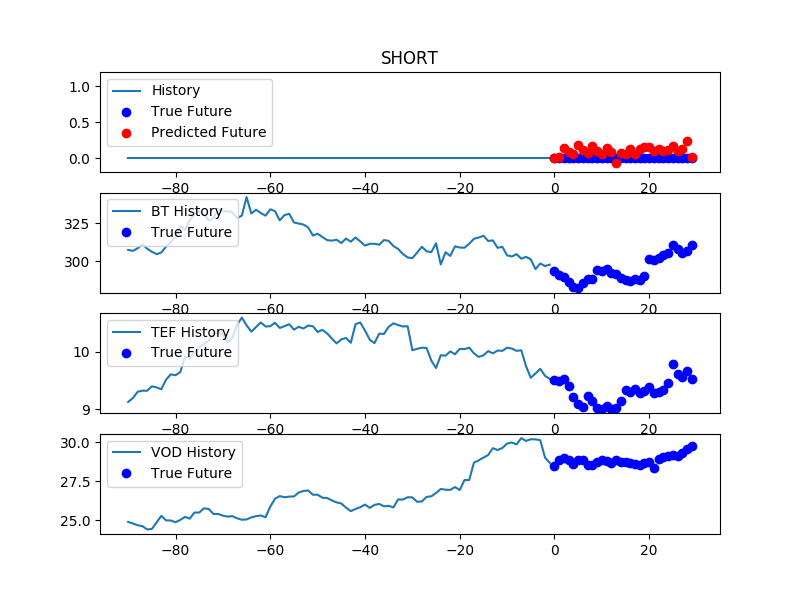 SHORT
1.0
0.5
0.0
History
True Future
Predicted Future
−80 −60 −40 −20 0 20
325
300
BT History
True Future
−80 −60 −40 −20 0 20
10
9
TEF History
True Future
−80 −60 −40 −20 0 20
30.0
27.5
25.0
VOD History
True Future
−80 −60 −40 −20 0 20